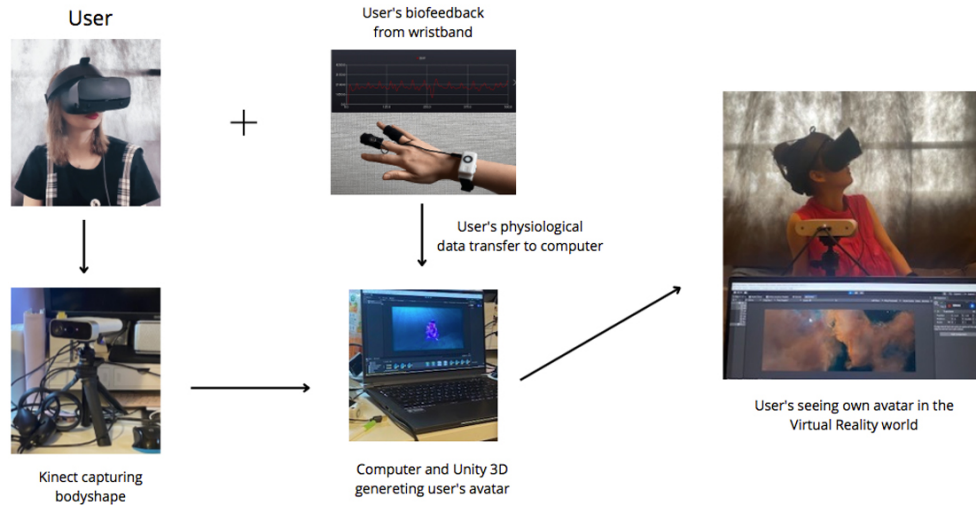 User
User's biofeedback
from wristband
+
User's physiological
data transfer to computer
Kinect capturing
bodyshape
Computer and Unity 3D
genereting user's avatar
User's seeing own avatar in the
Virtual Reality world